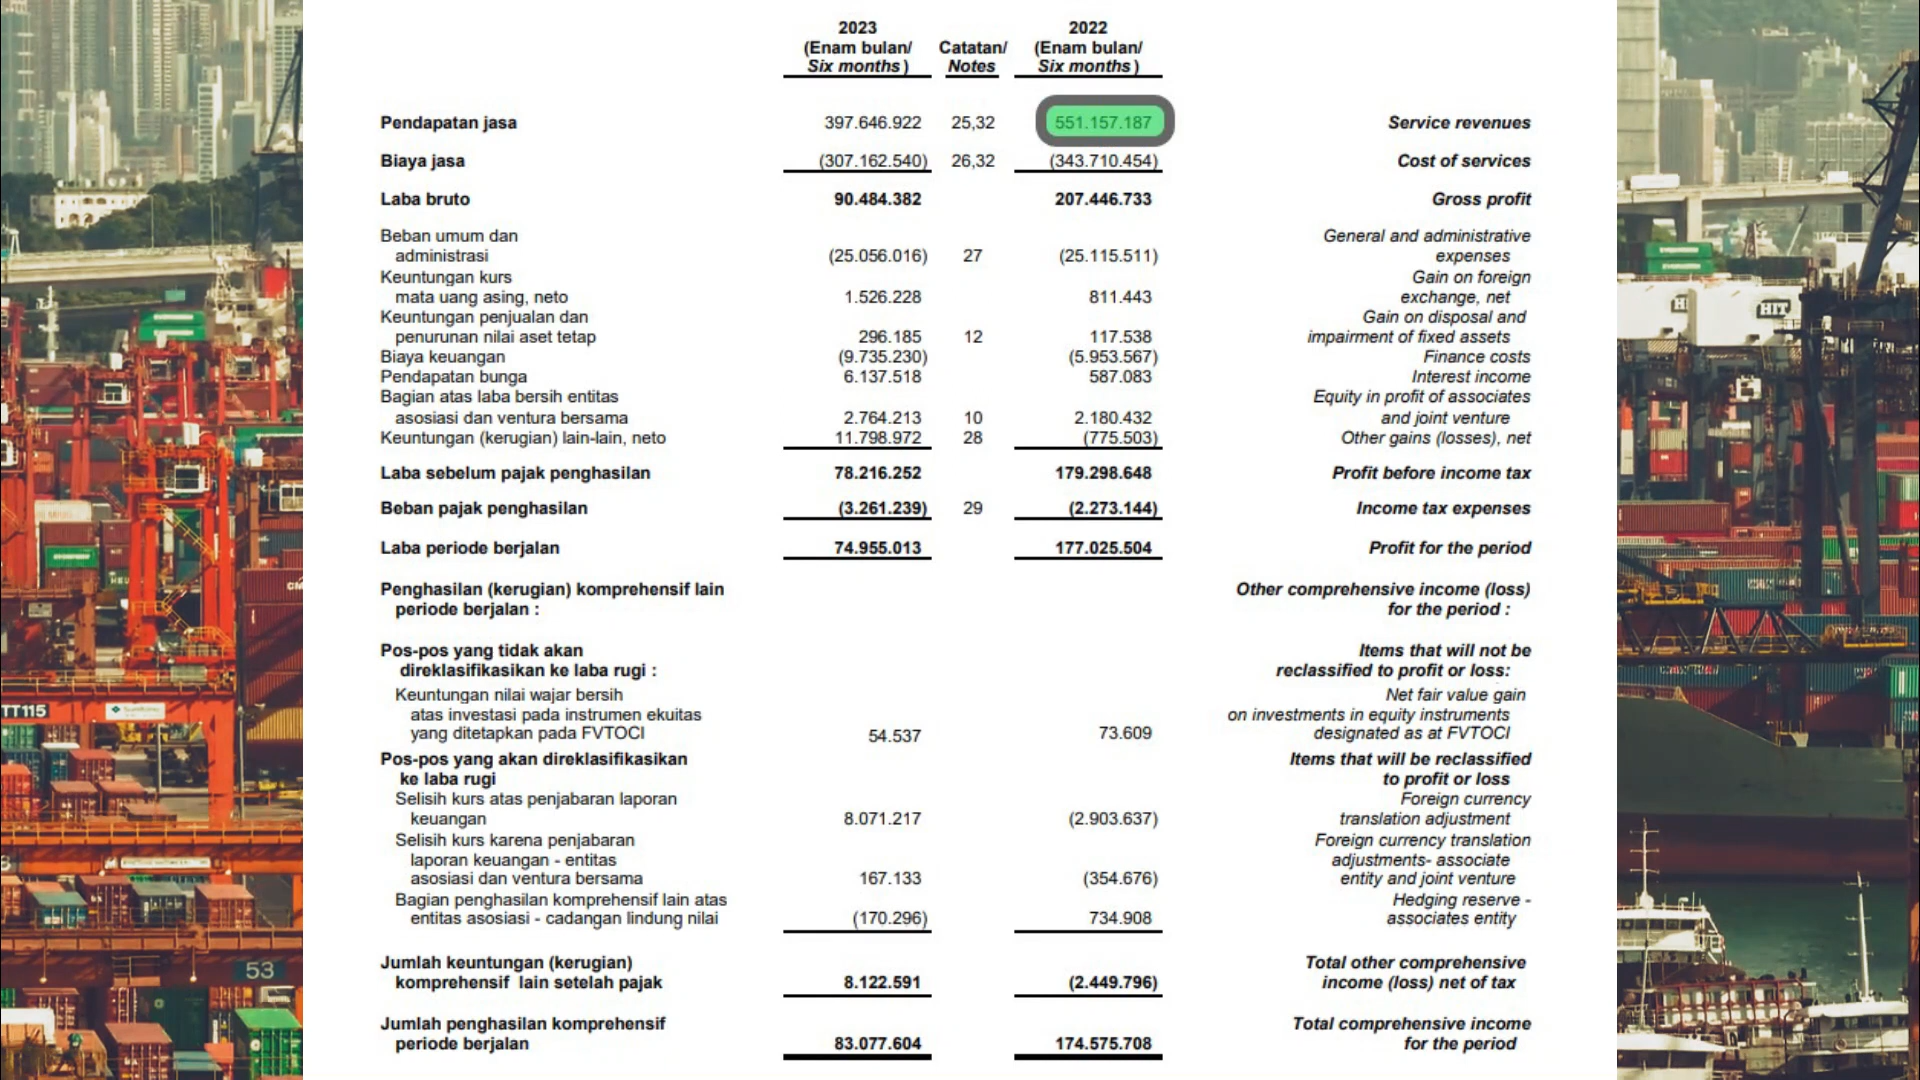 2023 2022
(Enam bulan/ Catatan/ (Enam bulan/
Six months) Notes Six months)
Pendapatan jasa 397.646.922 25,32 551.157.187 Service revenues
Biaya jasa (307.162.540) 26,32 (343.710.454) Cost of services
Laba bruto 90.484.382 207.446.733 Gross profit
Beban umum dan General and administrative
administrasi (25.056.016) 27 (25.115.511) expenses
Keuntungan kurs Gain on foreign
mata uang asing, neto 1.526.228 811.443 exchange, net
Keuntungan penjualan dan Gain on disposal and
penurunan nilai aset tetap 296.185 12 117.538 impairment of fixed assets
Biaya keuangan (9.735.230) (5.953.567) Finance costs
Pendapatan bunga 6.137.518 587.083 Interest income
Bagian atas laba bersih entitas Equity in profit of associates
asosiasi dan ventura bersama 2.764.213 10 2.180.432 and joint venture
Keuntungan (kerugian) lain-lain, neto 11.798.972 28 (775.503) Other gains (losses), net
Laba sebelum pajak penghasilan 78.216.252 179.298.648 Profit before income tax
Beban pajak penghasilan (3.261.239) 29 (2.273.144) Income tax expenses
Laba periode berjalan 74.955.013 177.025.504 Profit for the period
Penghasilan (kerugian) komprehensif lain Other comprehensive income (loss)
periode berjalan : for the period :
Pos-pos yang tidak akan Items that will not be
direklasifikasikan ke laba rugi : reclassified to profit or loss:
Keuntungan nilai wajar bersih Net fair value gain
atas investasi pada instrumen ekuitas on investments in equity instruments
yang ditetapkan pada FVTOCI 54.537 73.609 designated as at FVTOCI
Pos-pos yang akan direklasifikasikan Items that will be reclassified
ke laba rugi to profit or loss
Selisih kurs atas penjabaran laporan Foreign currency
keuangan 8.071.217 (2.903.637) translation adjustment
Selisih kurs karena penjabaran Foreign currency translation
laporan keuangan - entitas adjustments- associate
asosiasi dan ventura bersama 167.133 (354.676) entity and joint venture
Bagian penghasilan komprehensif lain atas Hedging reserve -
entitas asosiasi - cadangan lindung nilai (170.296) 734.908 associates entity
Jumlah keuntungan (kerugian) Total other comprehensive
komprehensif lain setelah pajak 8.122.591 (2.449.796) income (loss) net of tax
Jumlah penghasilan komprehensif Total comprehensive income
periode berjalan 83.077.604 174.575.708 for the period
TT115
53
HIT